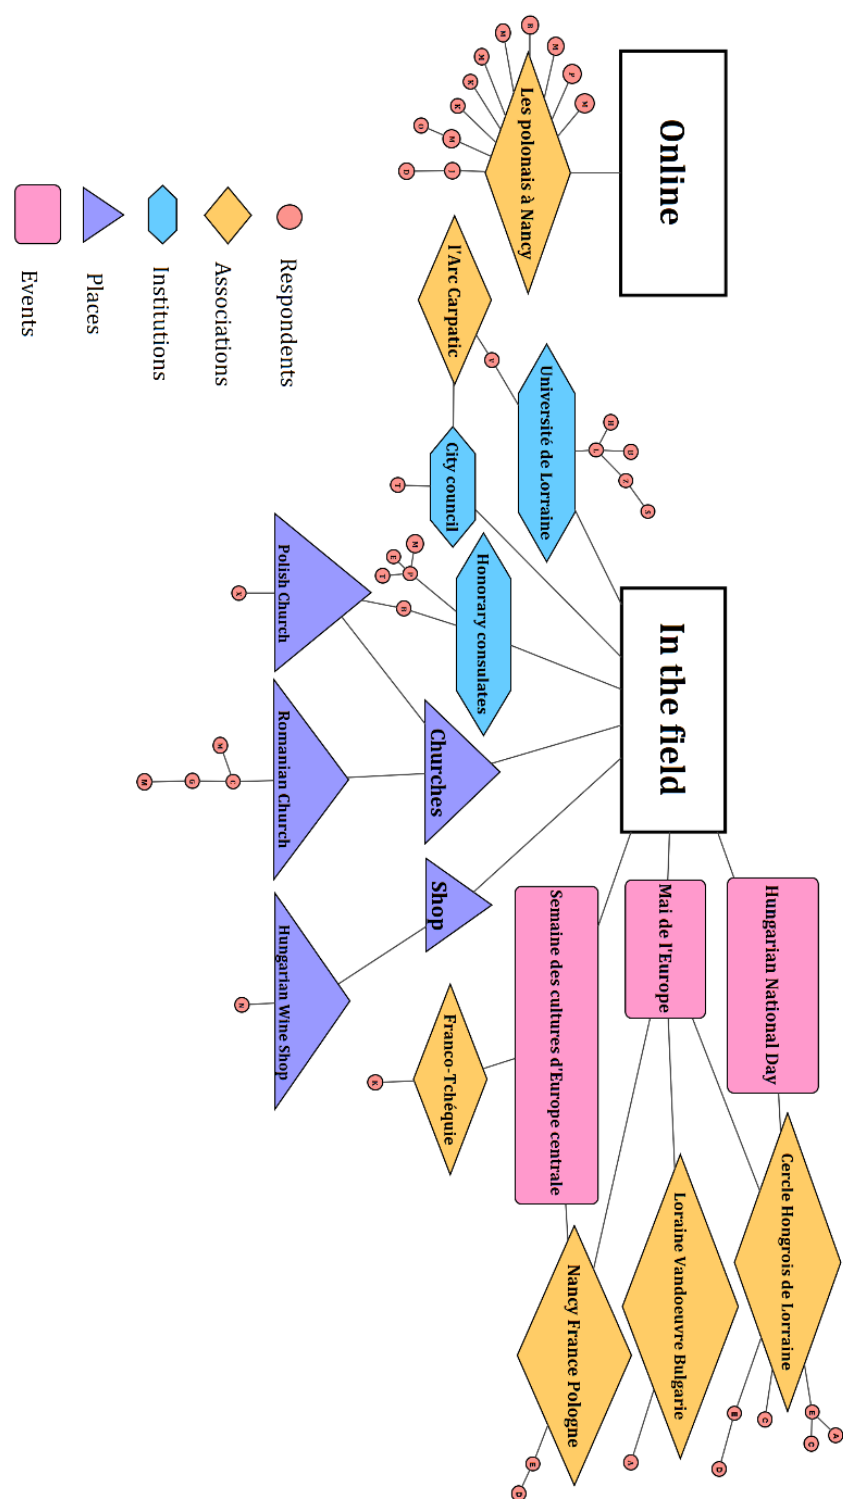 Online
Les polonais à Nancy
M
P
M
R
M
M
K
K
M
D
J
D
In the field
Université de Lorraine
H
U
L
Z
S
l'Arc Carpatic
City council
T
Honorary consulates
M
E
P
T
H
Churches
Polish Church
X
Romanian Church
M
C
G
M
Shop
Hungarian Wine Shop
N
Hungarian National Day
Mai de l'Europe
Semaine des cultures d'Europe centrale
Franco-Tchéquie
K
Cercle Hongrois de Lorraine
A
E
C
C
D
Loraine Vandoeuvre Bulgarie
A
Nancy France Pologne
E
D
Respondents
Associations
Institutions
Places
Events